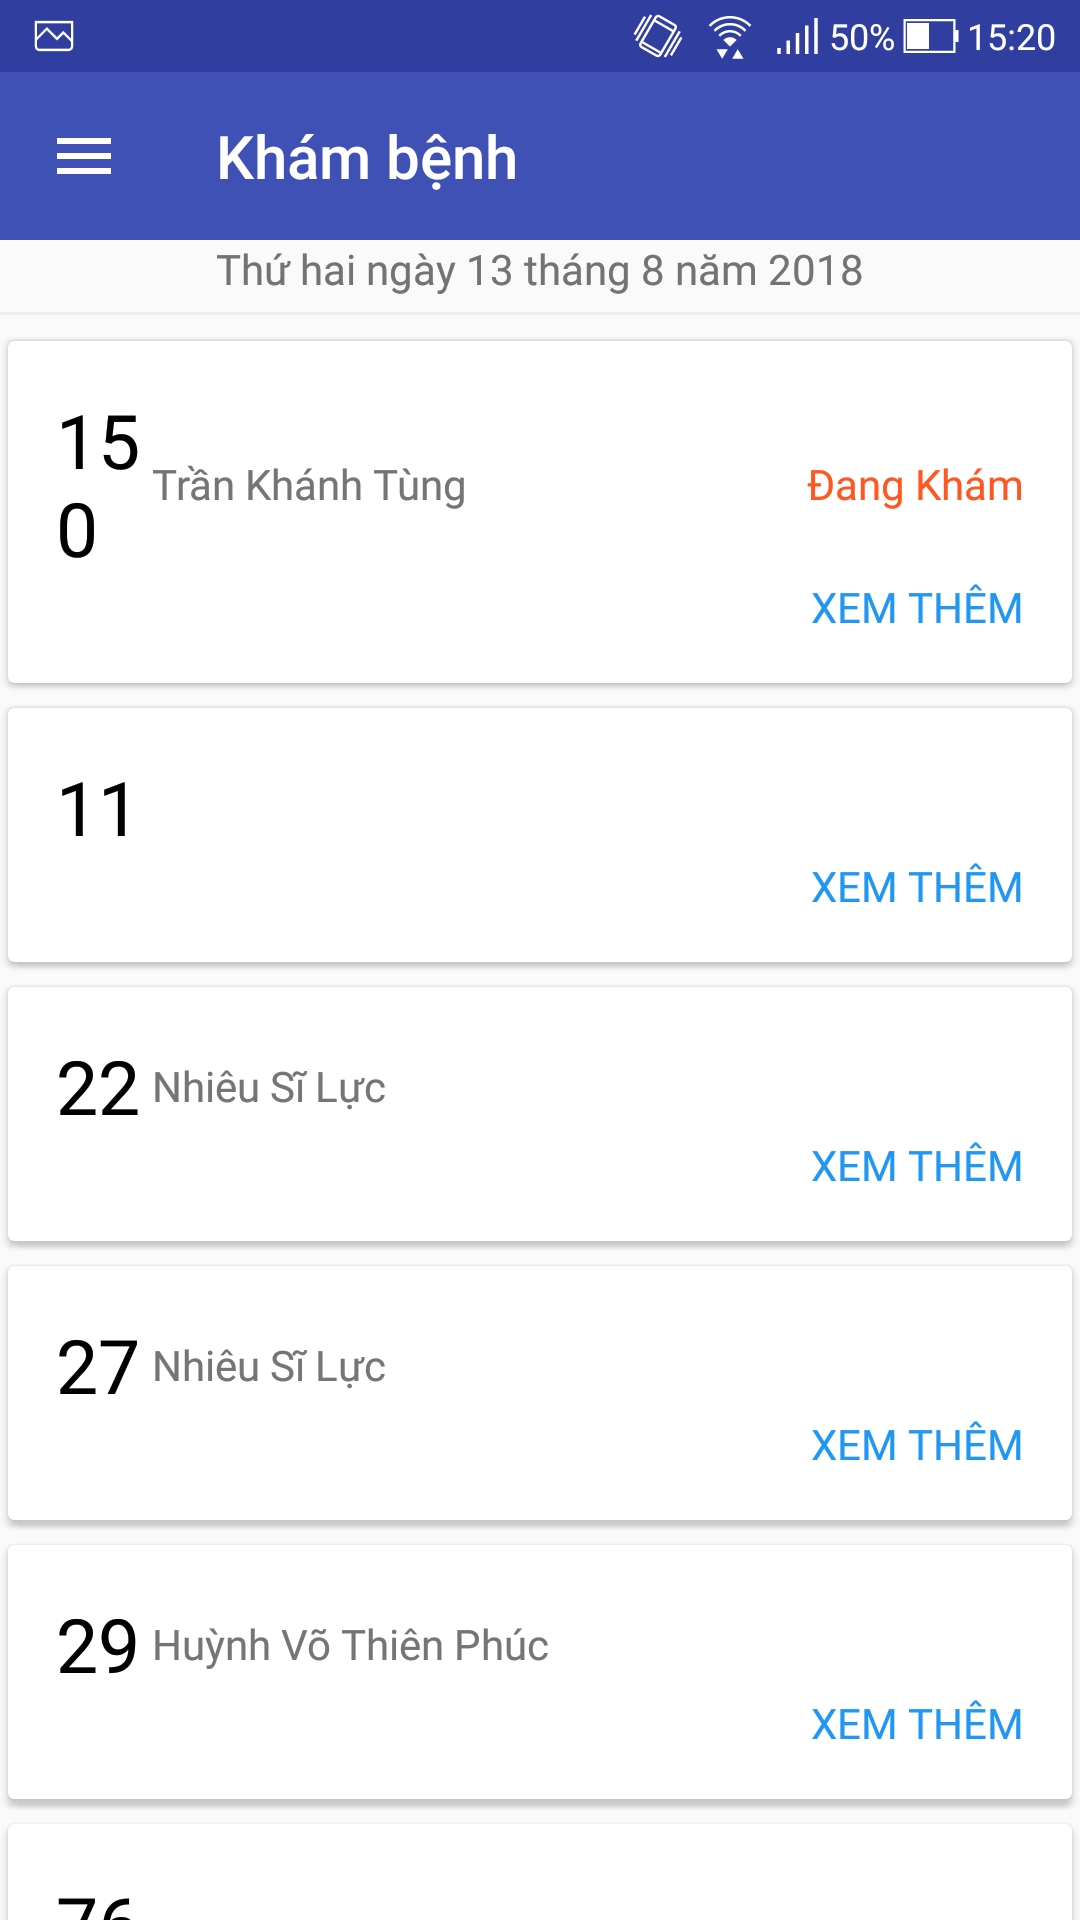 50% 15:20
Khám bệnh
Thứ hai ngày 13 tháng 8 năm 2018
15
0
Trần Khánh Tùng
Đang Khám
XEM THÊM
11
XEM THÊM
22 Nhiêu Sĩ Lực
XEM THÊM
27 Nhiêu Sĩ Lực
XEM THÊM
29 Huỳnh Võ Thiên Phúc
XEM THÊM
76